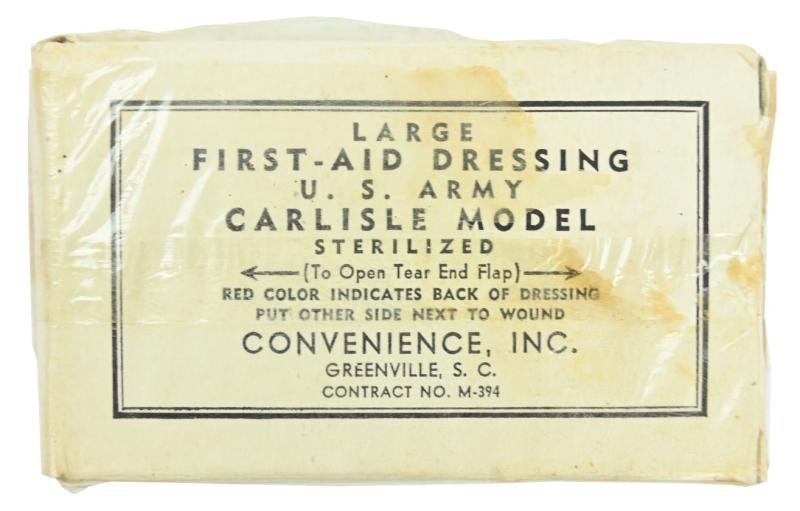 LARGE
FIRST-AID DRESSING
U. S. ARMY
CARLISLE MODEL
STERILIZED
(To Open Tear End Flap)
RED COLOR INDICATES BACK OF DRESSING
PUT OTHER SIDE NEXT TO WOUND
CONVENIENCE, INC.
GREENVILLE, S. C.
CONTRACT NO. M-394